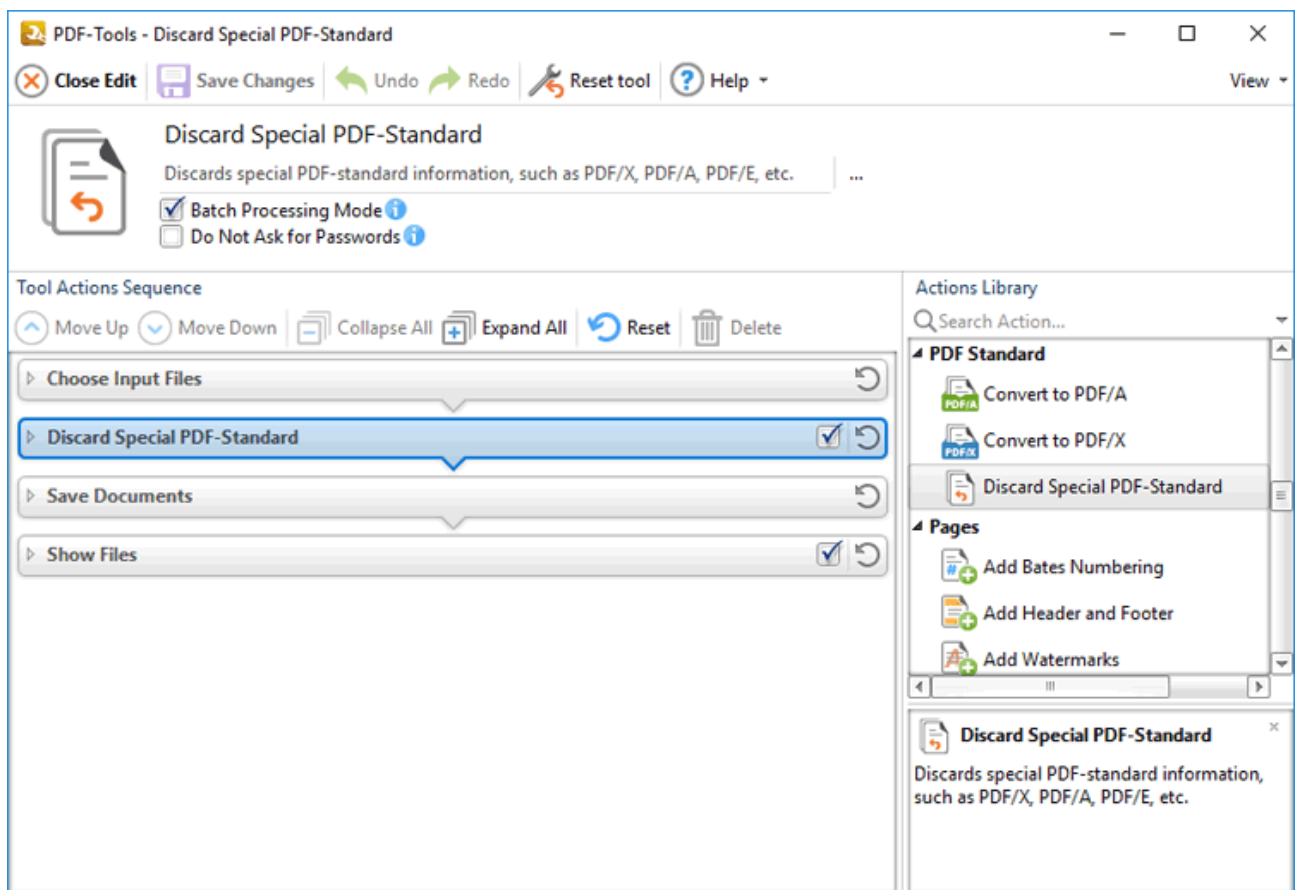 PDF-Tools - Discard Special PDF-Standard
Close Edit Save Changes Undo Redo Reset tool ? Help View
Discard Special PDF-Standard
Discards special PDF-standard information, such as PDF/X, PDF/A, PDF/E, etc. ...
Batch Processing Mode i
Do Not Ask for Passwords i
Tool Actions Sequence
Move Up Move Down Collapse All Expand All Reset Delete
Choose Input Files
Discard Special PDF-Standard
Save Documents
Show Files
Actions Library
Search Action...
PDF Standard
PDF/A Convert to PDF/A
PDF/X Convert to PDF/X
Discard Special PDF-Standard
Pages
# Add Bates Numbering
Add Header and Footer
A Add Watermarks
Discard Special PDF-Standard
Discards special PDF-standard information,
such as PDF/X, PDF/A, PDF/E, etc.